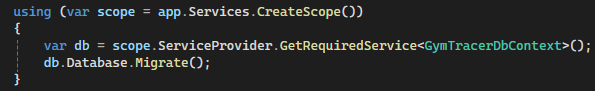 using (var scope = app.Services.CreateScope())
{
    var db = scope.ServiceProvider.GetRequiredService<GymTracerDbContext>();
    db.Database.Migrate();
}